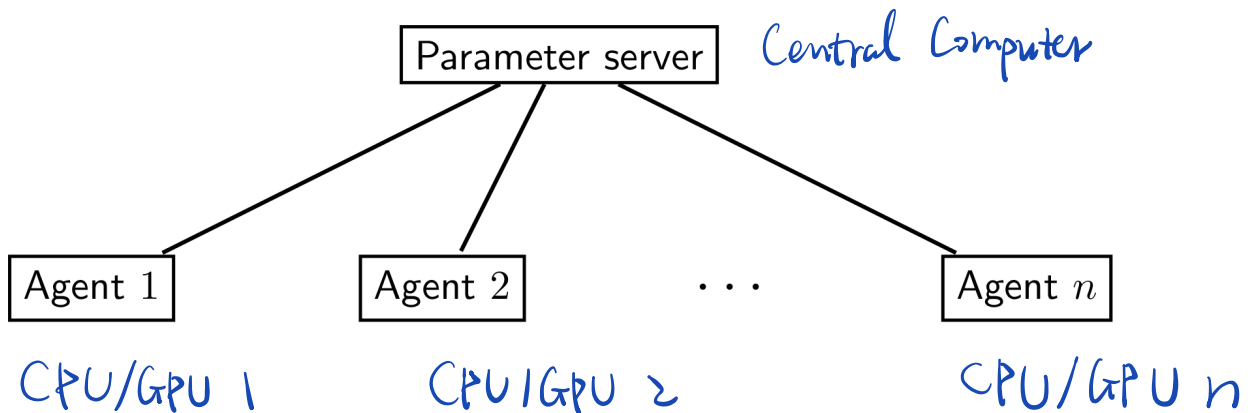 Parameter server Central Computer
Agent 1 Agent 2 ··· Agent n
CPU/GPU 1 CPU/GPU 2 CPU/GPU n